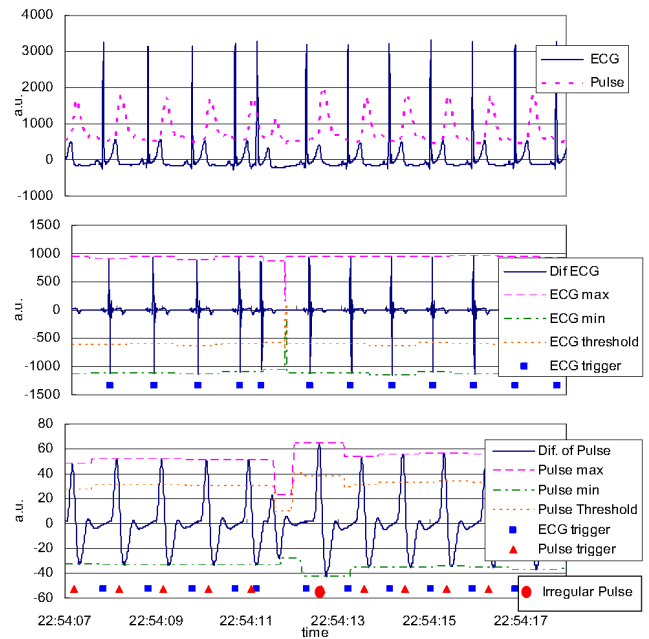 4000
3000
2000
1000
0
-1000
a.u.
ECG
Pulse
1500
1000
500
0
-500
-1000
-1500
a.u.
Dif ECG
ECG max
ECG min
ECG threshold
ECG trigger
80
60
40
20
0
-20
-40
-60
a.u.
Dif. of Pulse
Pulse max
Pulse min
Pulse Threshold
ECG trigger
Pulse trigger
Irregular Pulse
22:54:07 22:54:09 22:54:11 22:54:13 22:54:15 22:54:17
time